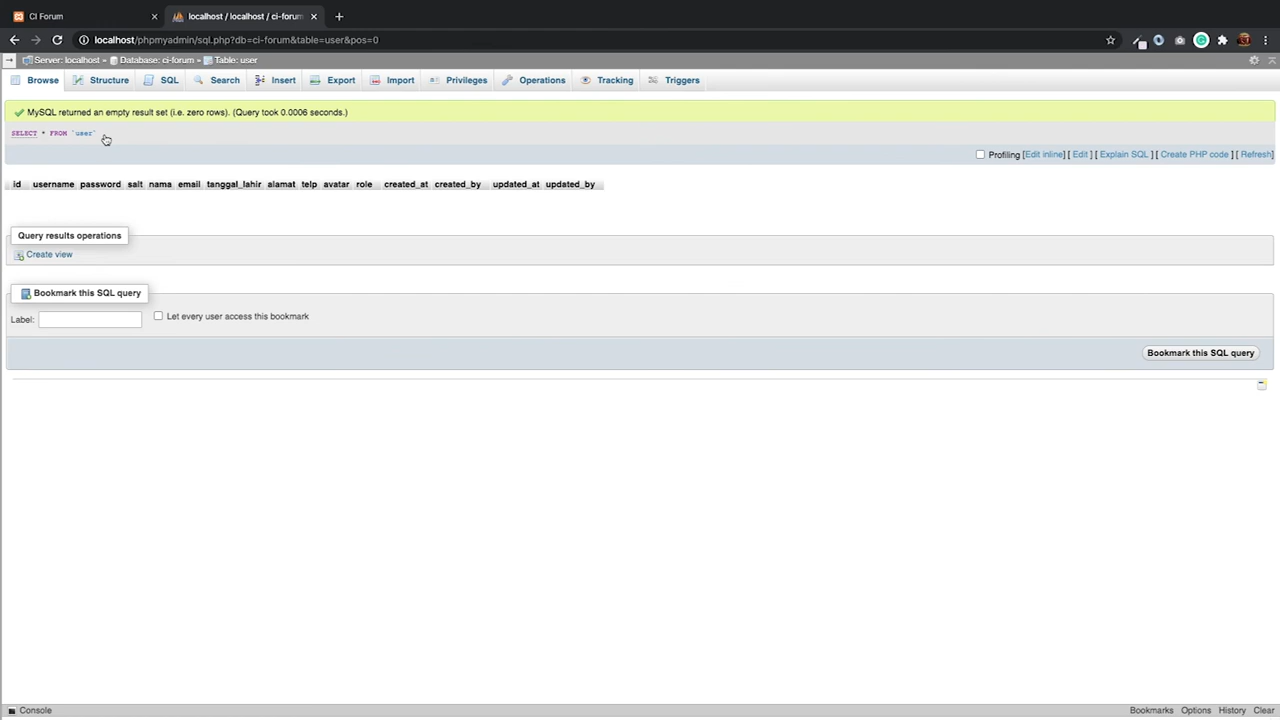 CI Forum
localhost / localhost / ci-forum
localhost/phpmyadmin/sql.php?db=ci-forum&table=user&pos=0
Server: localhost » Database: ci-forum » Table: user
Browse Structure SQL Search Insert Export Import Privileges Operations Tracking Triggers
MySQL returned an empty result set (i.e. zero rows). (Query took 0.0006 seconds.)
SELECT * FROM `user`
Profiling [Edit inline] [ Edit ] [ Explain SQL ] [ Create PHP code ] [ Refresh]
id username password salt nama email tanggal_lahir alamat telp avatar role created_at created_by updated_at updated_by
Query results operations
Create view
Bookmark this SQL query
Label: Let every user access this bookmark
Bookmark this SQL query
Console Bookmarks Options History Clear